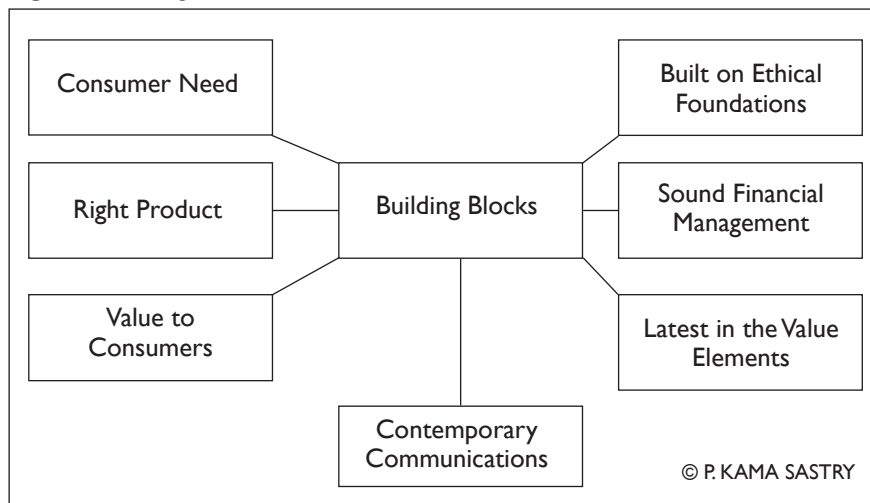 Consumer Need
Right Product
Value to
Consumers
Building Blocks
Contemporary
Communications
Built on Ethical
Foundations
Sound Financial
Management
Latest in the Value
Elements
© P. KAMA SASTRY